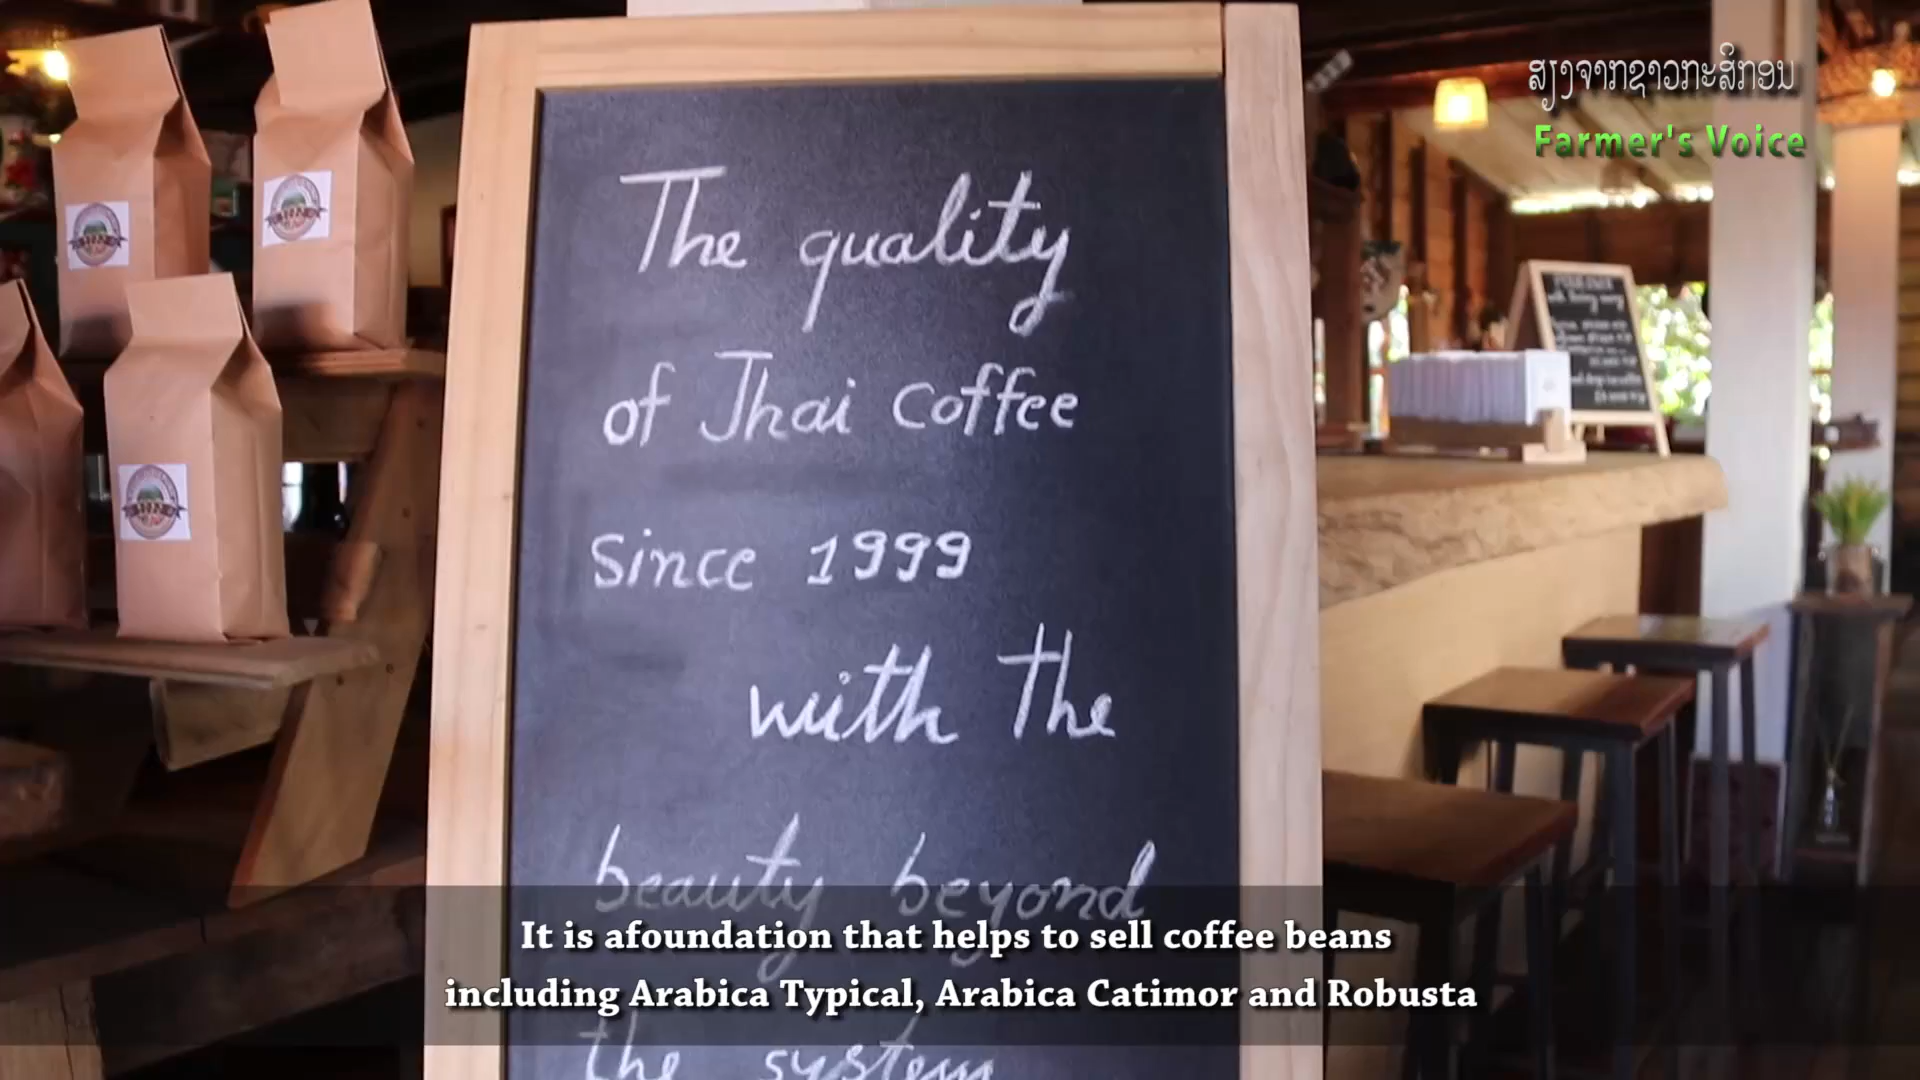 ສຽງຈາກຊາວກະສິກອນ
Farmer's Voice
The quality
of Thai coffee
Since 1999
with the
beauty beyond
the system
It is afoundation that helps to sell coffee beans
including Arabica Typical, Arabica Catimor and Robusta